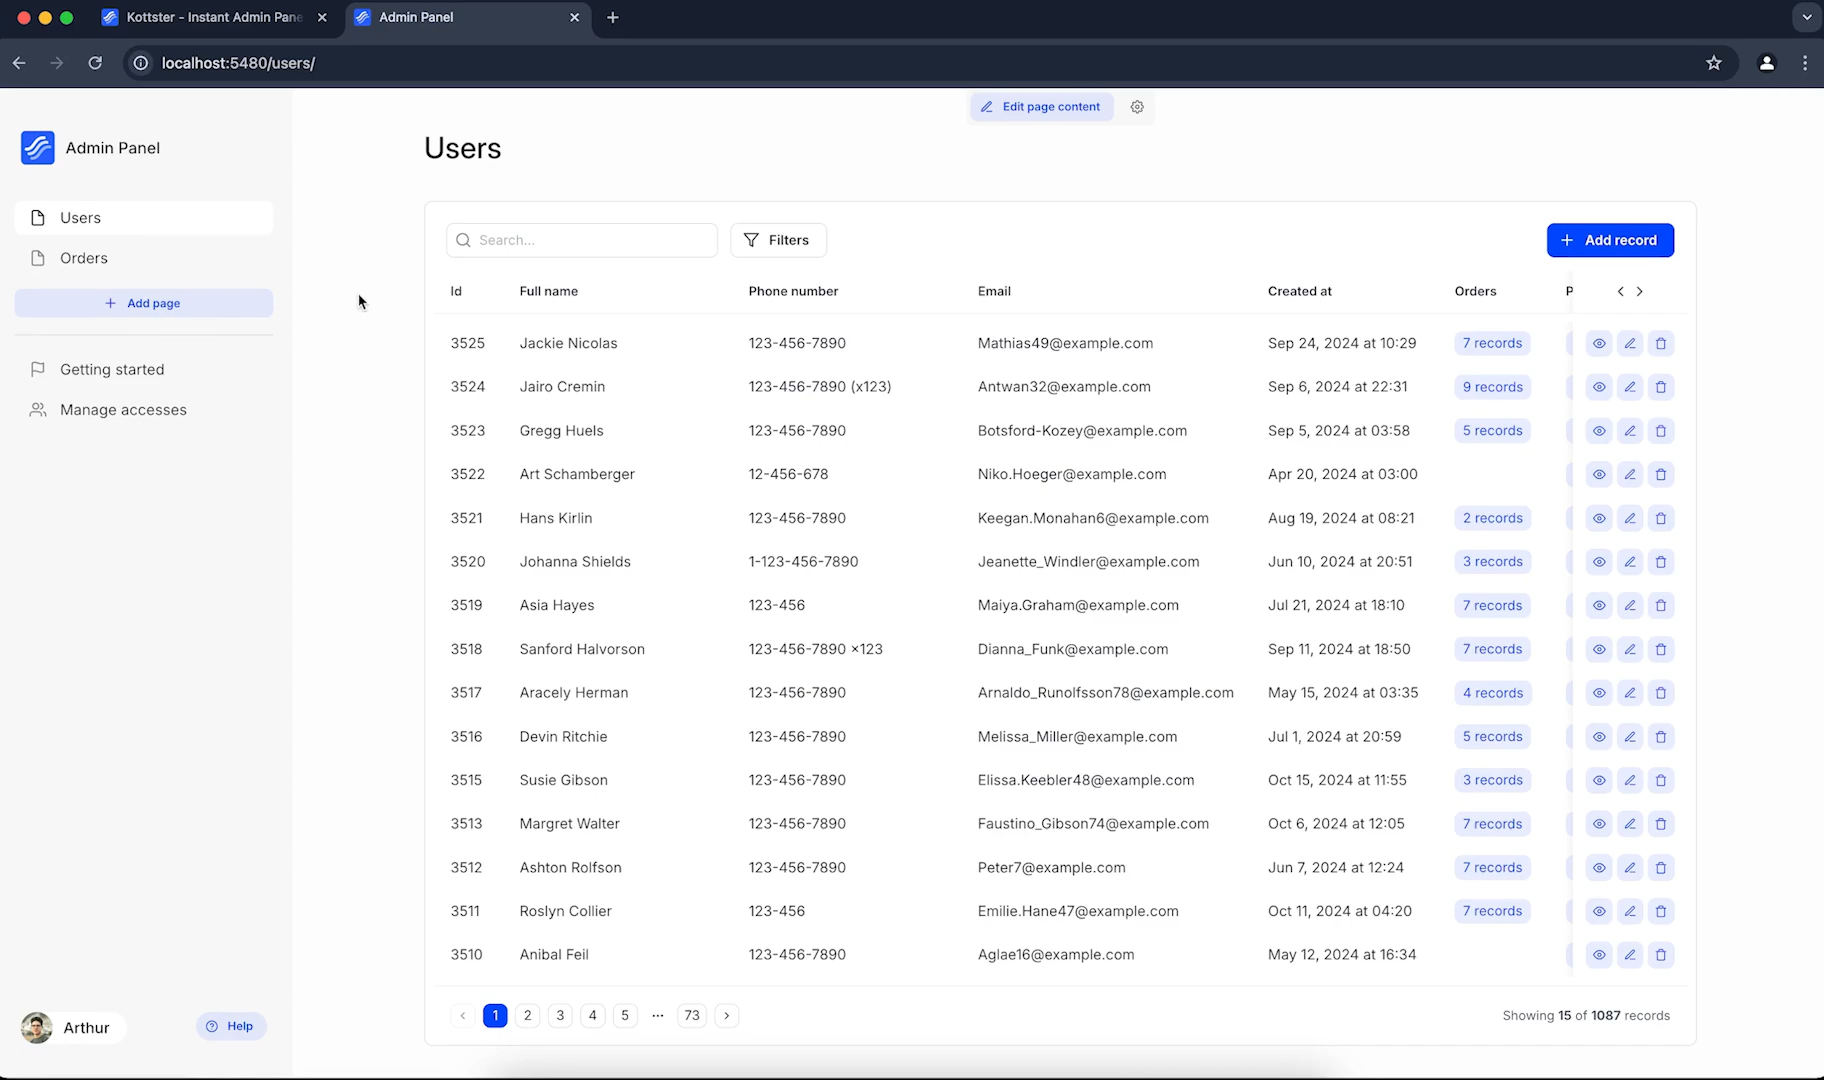 Kottster - Instant Admin Pane
Admin Panel
localhost:5480/users/
Admin Panel
Users
Orders
Add page
Getting started
Manage accesses
Arthur
Help
Edit page content
Users
Search...
Filters
Add record
Id Full name Phone number Email Created at Orders P
3525 Jackie Nicolas 123-456-7890 Mathias49@example.com Sep 24, 2024 at 10:29 7 records
3524 Jairo Cremin 123-456-7890 (x123) Antwan32@example.com Sep 6, 2024 at 22:31 9 records
3523 Gregg Huels 123-456-7890 Botsford-Kozey@example.com Sep 5, 2024 at 03:58 5 records
3522 Art Schamberger 12-456-678 Niko.Hoeger@example.com Apr 20, 2024 at 03:00
3521 Hans Kirlin 123-456-7890 Keegan.Monahan6@example.com Aug 19, 2024 at 08:21 2 records
3520 Johanna Shields 1-123-456-7890 Jeanette_Windler@example.com Jun 10, 2024 at 20:51 3 records
3519 Asia Hayes 123-456 Maiya.Graham@example.com Jul 21, 2024 at 18:10 7 records
3518 Sanford Halvorson 123-456-7890 ×123 Dianna_Funk@example.com Sep 11, 2024 at 18:50 7 records
3517 Aracely Herman 123-456-7890 Arnaldo_Runolfsson78@example.com May 15, 2024 at 03:35 4 records
3516 Devin Ritchie 123-456-7890 Melissa_Miller@example.com Jul 1, 2024 at 20:59 5 records
3515 Susie Gibson 123-456-7890 Elissa.Keebler48@example.com Oct 15, 2024 at 11:55 3 records
3513 Margret Walter 123-456-7890 Faustino_Gibson74@example.com Oct 6, 2024 at 12:05 7 records
3512 Ashton Rolfson 123-456-7890 Peter7@example.com Jun 7, 2024 at 12:24 7 records
3511 Roslyn Collier 123-456 Emilie.Hane47@example.com Oct 11, 2024 at 04:20 7 records
3510 Anibal Feil 123-456-7890 Aglae16@example.com May 12, 2024 at 16:34
1 2 3 4 5 ••• 73
Showing 15 of 1087 records